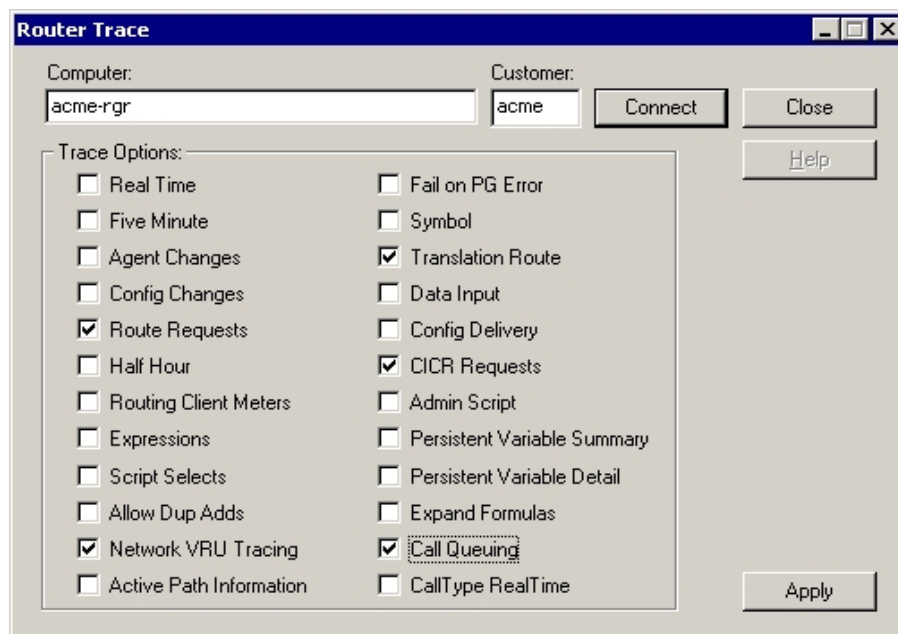 Router Trace
Computer: Customer:
acme-rgr acme Connect Close
Trace Options: Help
Real Time Fail on PG Error
Five Minute Symbol
Agent Changes Translation Route
Config Changes Data Input
Route Requests Config Delivery
Half Hour CICR Requests
Routing Client Meters Admin Script
Expressions Persistent Variable Summary
Script Selects Persistent Variable Detail
Allow Dup Adds Expand Formulas
Network VRU Tracing Call Queuing
Active Path Information CallType RealTime
Apply